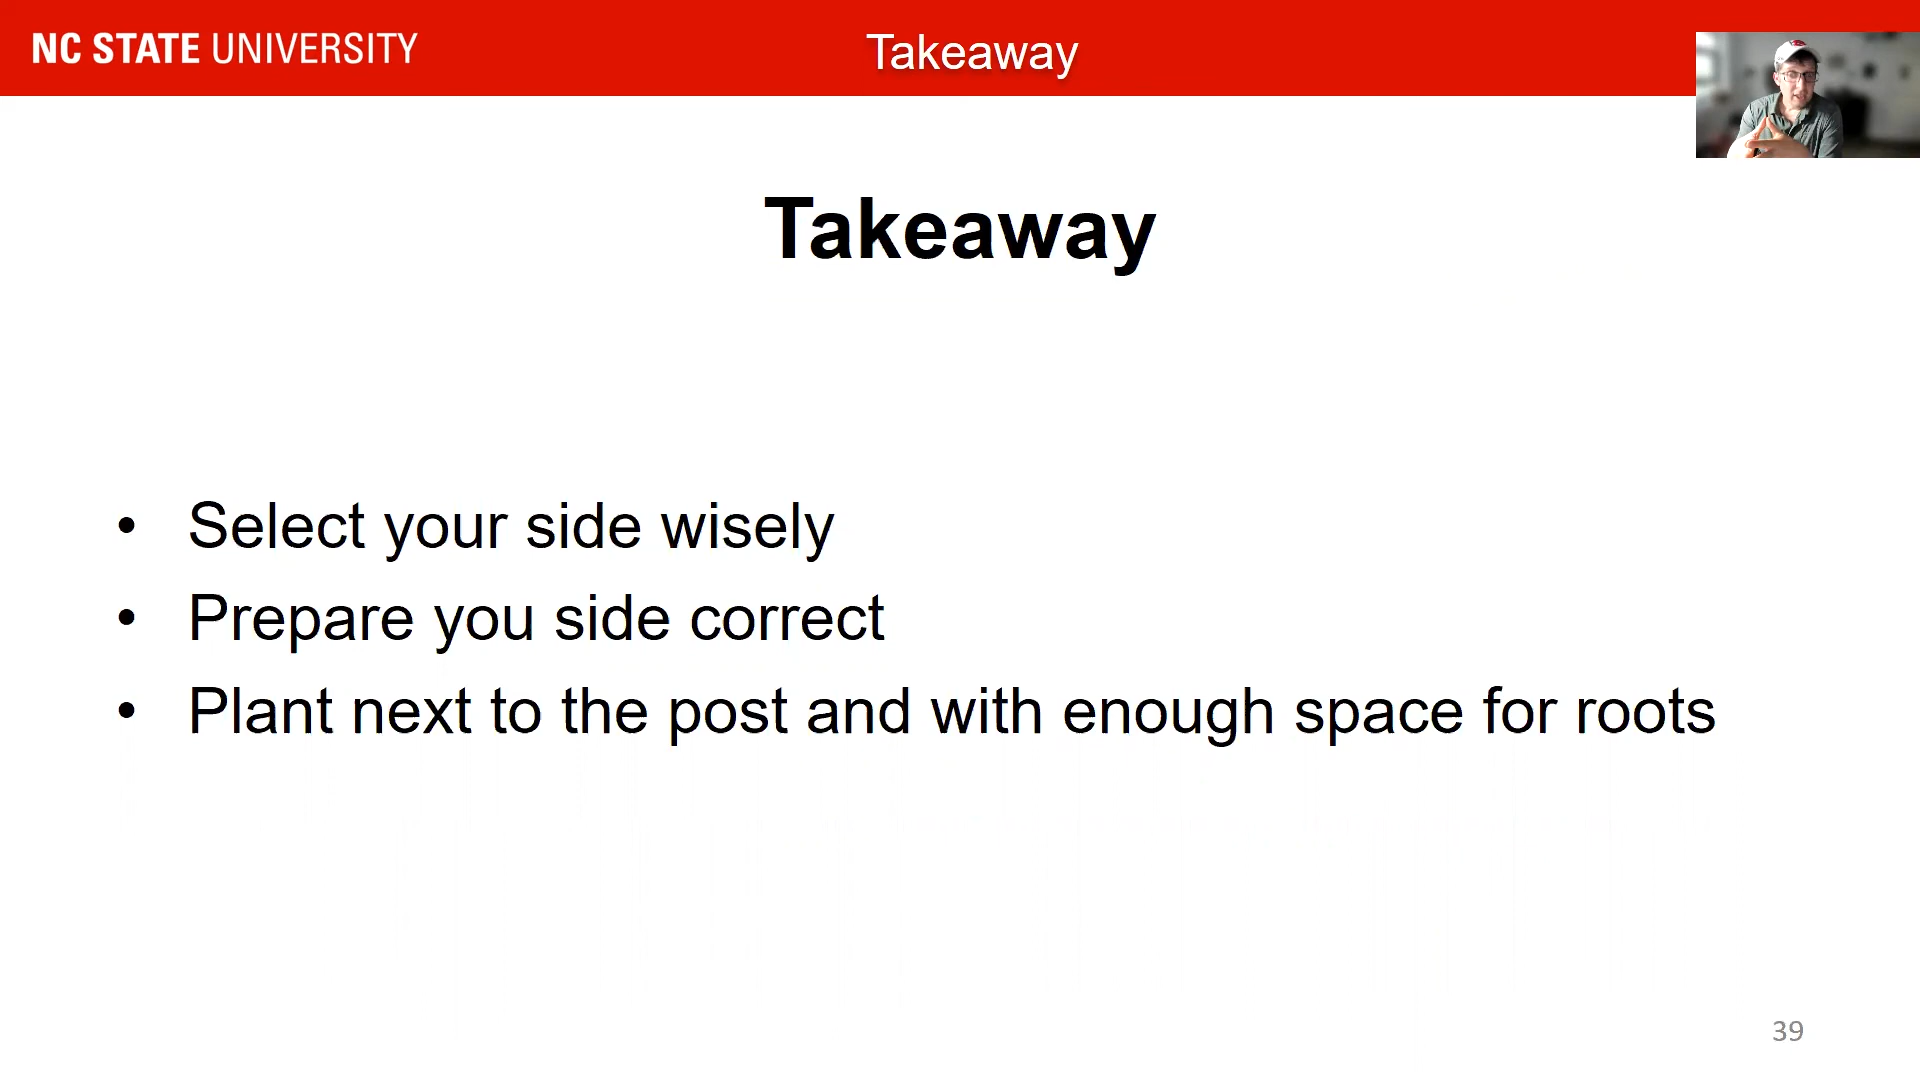 NC STATE UNIVERSITY
Takeaway
Takeaway
• Select your side wisely
• Prepare you side correct
• Plant next to the post and with enough space for roots
39